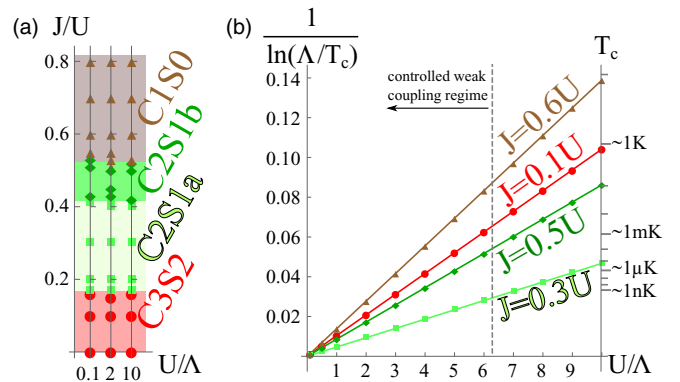 (a) J/U
0.8
0.6
0.4
0.2
0.1 2 10 U/Λ
C1S0
C2S1b
C2S1a
C3S2
(b) 1
ln(Λ/T_c)
T_c
0.14
0.12
0.10
0.08
0.06
0.04
0.02
controlled weak
coupling regime
J=0.6U
J=0.1U
J=0.5U
J=0.3U
~1K
~1mK
~1μK
~1nK
1 2 3 4 5 6 7 8 9 U/Λ